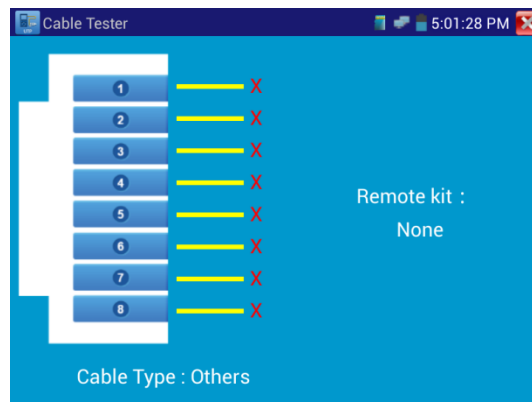 Cable Tester
5:01:28 PM
1 X
2 X
3 X
4 X
5 X
6 X
7 X
8 X
Remote kit :
None
Cable Type : Others